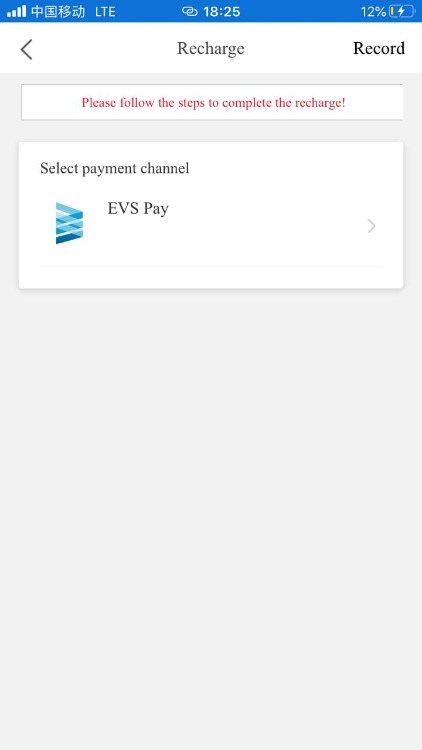 中国移动 LTE 18:25 12%
Recharge Record
Please follow the steps to complete the recharge!
Select payment channel
EVS Pay